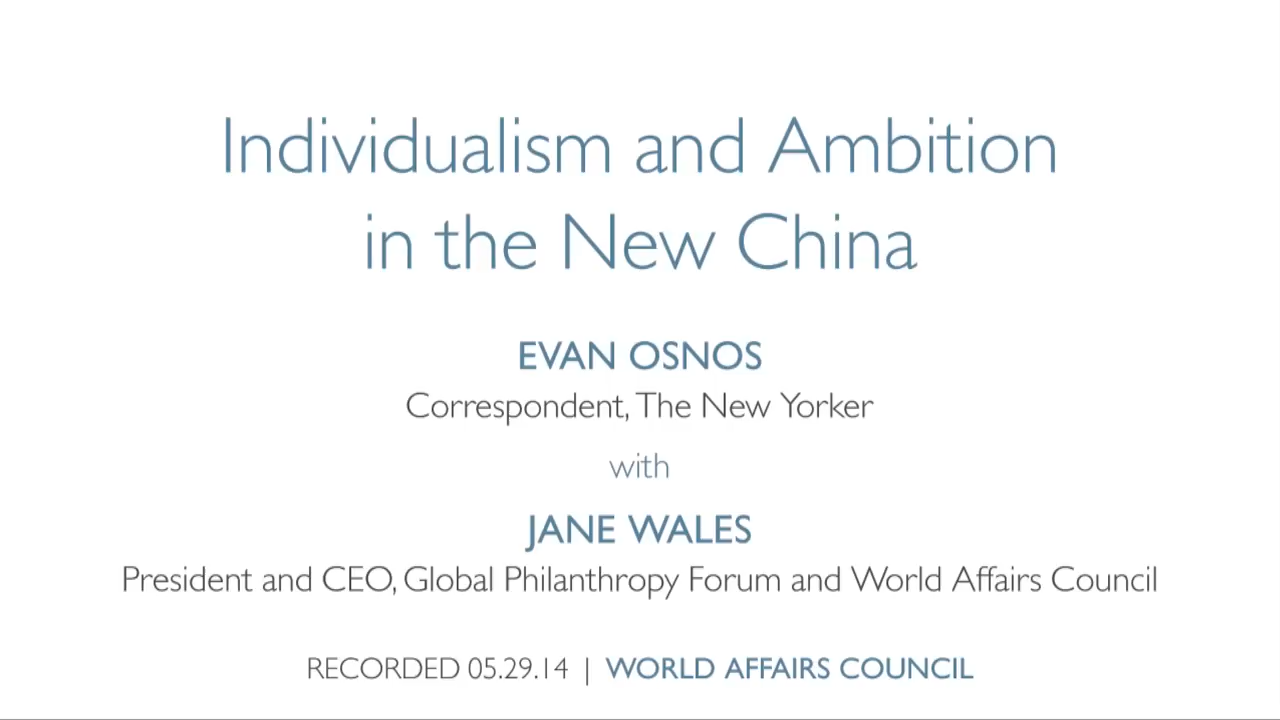 Individualism and Ambition
in the New China
EVAN OSNOS
Correspondent, The New Yorker
with
JANE WALES
President and CEO, Global Philanthropy Forum and World Affairs Council
RECORDED 05.29.14 | WORLD AFFAIRS COUNCIL